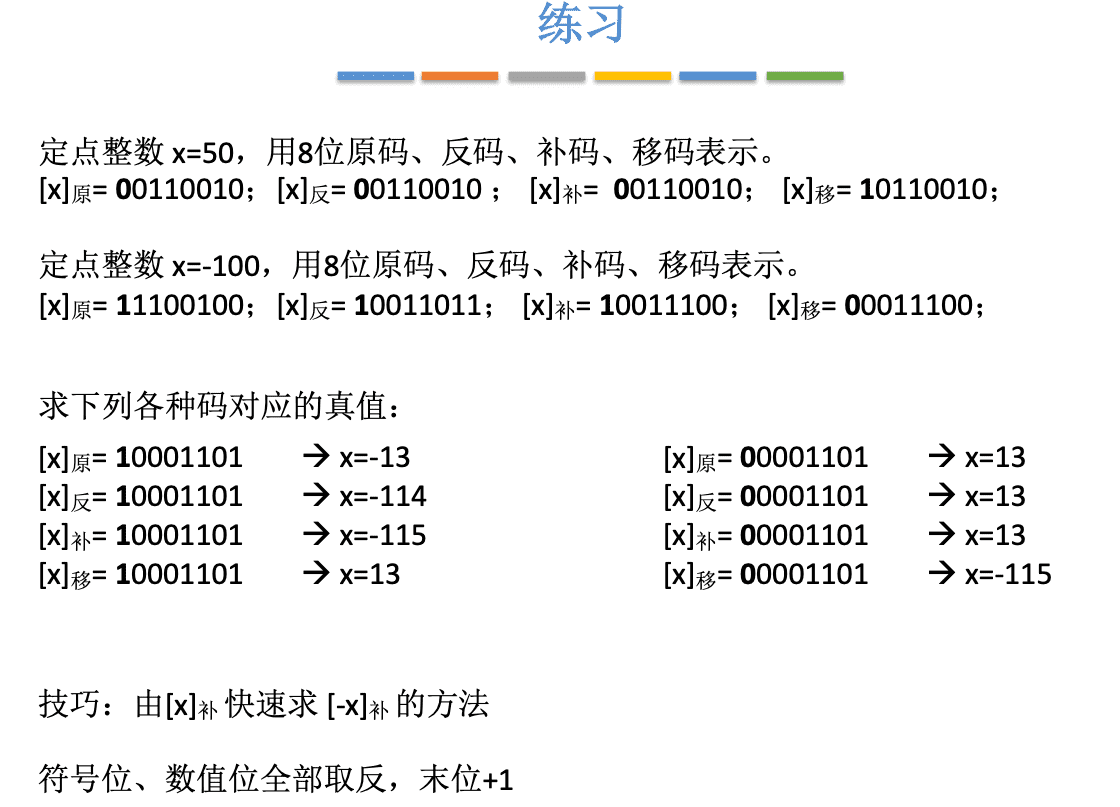 练习
定点整数 x=50，用8位原码、反码、补码、移码表示。
[x]原= 00110010； [x]反= 00110010 ； [x]补= 00110010； [x]移= 10110010；
定点整数 x=-100，用8位原码、反码、补码、移码表示。
[x]原= 11100100； [x]反= 10011011； [x]补= 10011100； [x]移= 00011100；
求下列各种码对应的真值：
[x]原= 10001101 → x=-13 [x]原= 00001101 → x=13
[x]反= 10001101 → x=-114 [x]反= 00001101 → x=13
[x]补= 10001101 → x=-115 [x]补= 00001101 → x=13
[x]移= 10001101 → x=13 [x]移= 00001101 → x=-115
技巧：由[x]补 快速求 [-x]补 的方法
符号位、数值位全部取反，末位+1